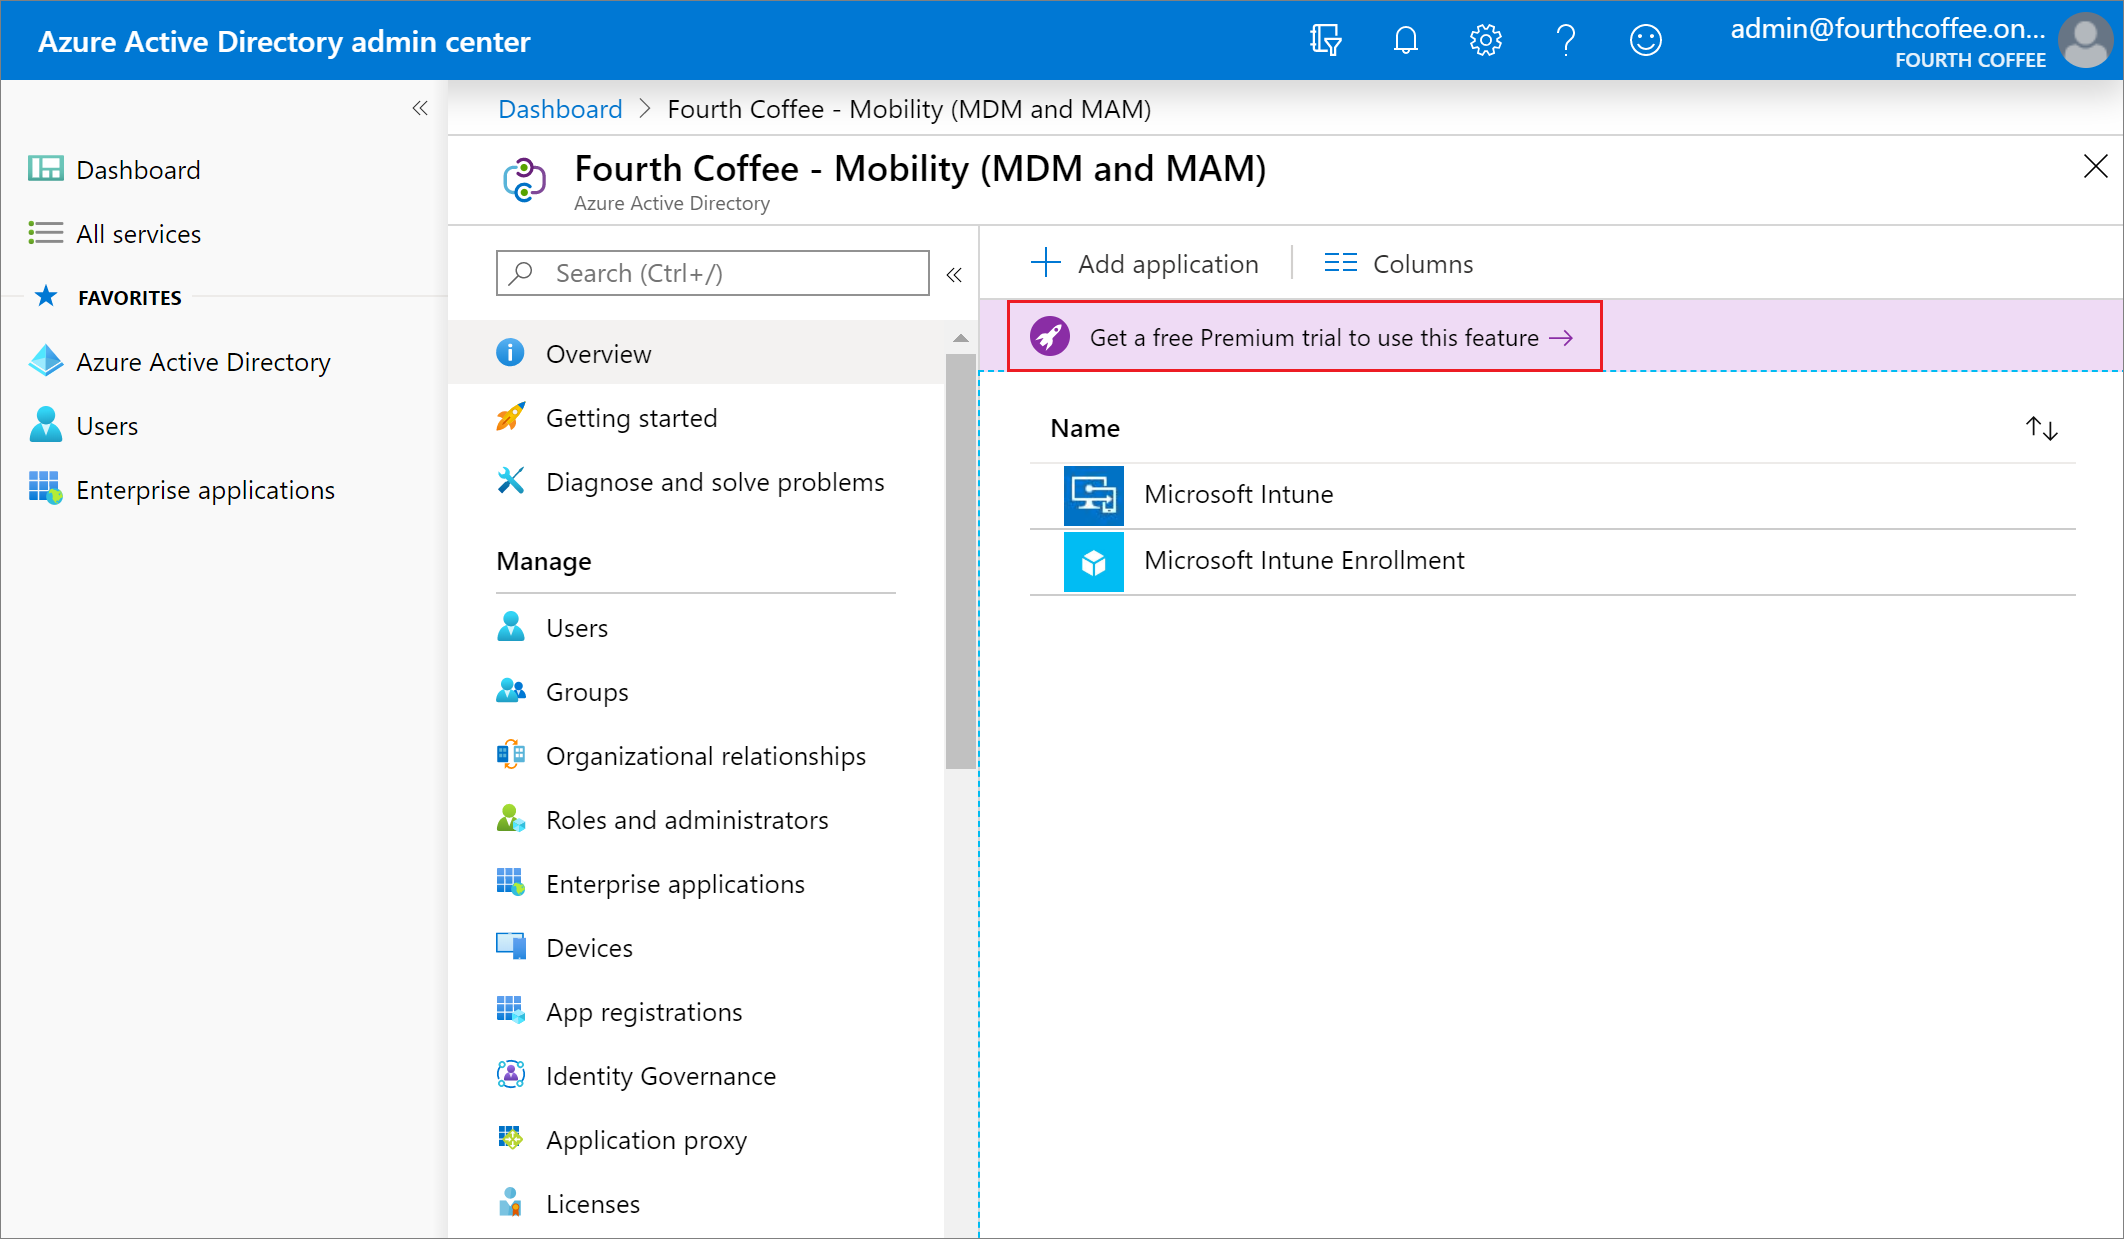 Azure Active Directory admin center
admin@fourthcoffee.on...
FOURTH COFFEE
Dashboard
All services
FAVORITES
Azure Active Directory
Users
Enterprise applications
Dashboard > Fourth Coffee - Mobility (MDM and MAM)
Fourth Coffee - Mobility (MDM and MAM)
Azure Active Directory
Search (Ctrl+/)
Overview
Getting started
Diagnose and solve problems
Manage
Users
Groups
Organizational relationships
Roles and administrators
Enterprise applications
Devices
App registrations
Identity Governance
Application proxy
Licenses
Add application
Columns
Get a free Premium trial to use this feature →
Name
Microsoft Intune
Microsoft Intune Enrollment